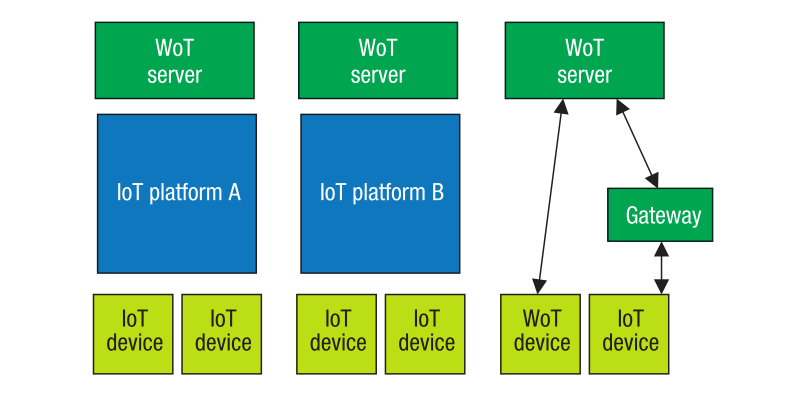 WoT
server
WoT
server
WoT
server
IoT platform A
IoT platform B
Gateway
IoT
device
IoT
device
IoT
device
IoT
device
WoT
device
IoT
device